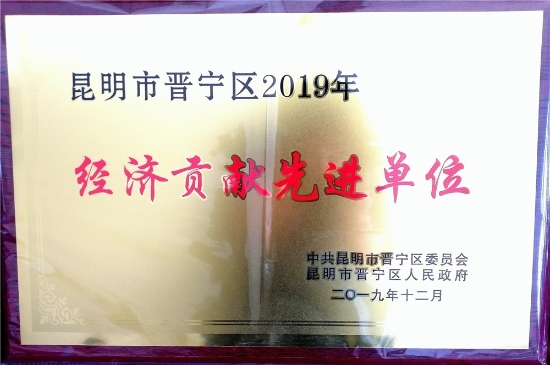 昆明市晋宁区2019年
经济贡献先进单位
中共昆明市晋宁区委员会
昆明市晋宁区人民政府
二〇一九年十二月